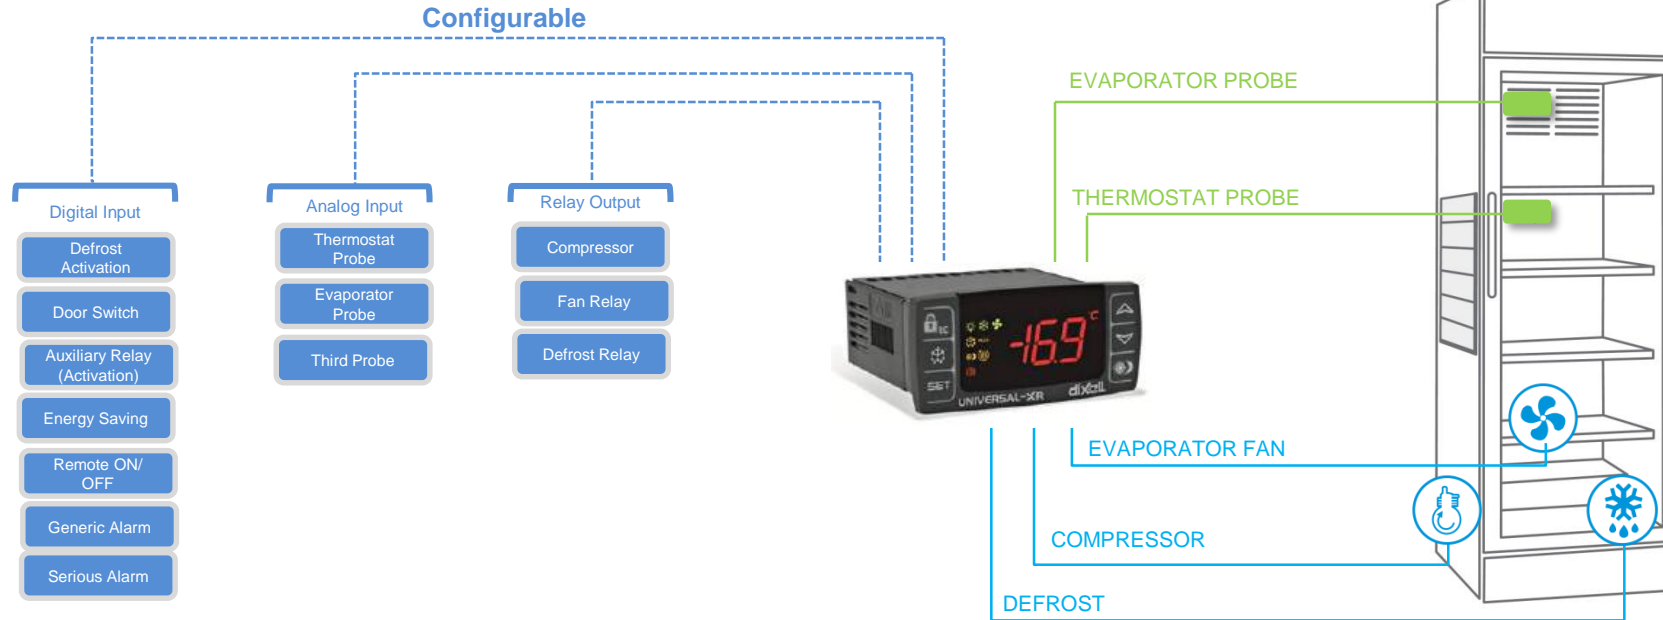 Configurable
Digital Input
Defrost
Activation
Door Switch
Auxiliary Relay
(Activation)
Energy Saving
Remote ON/
OFF
Generic Alarm
Serious Alarm
Analog Input
Thermostat
Probe
Evaporator
Probe
Third Probe
Relay Output
Compressor
Fan Relay
Defrost Relay
-16.9
°C
SET
UNIVERSAL-XR
dixell
EVAPORATOR PROBE
THERMOSTAT PROBE
EVAPORATOR FAN
COMPRESSOR
DEFROST